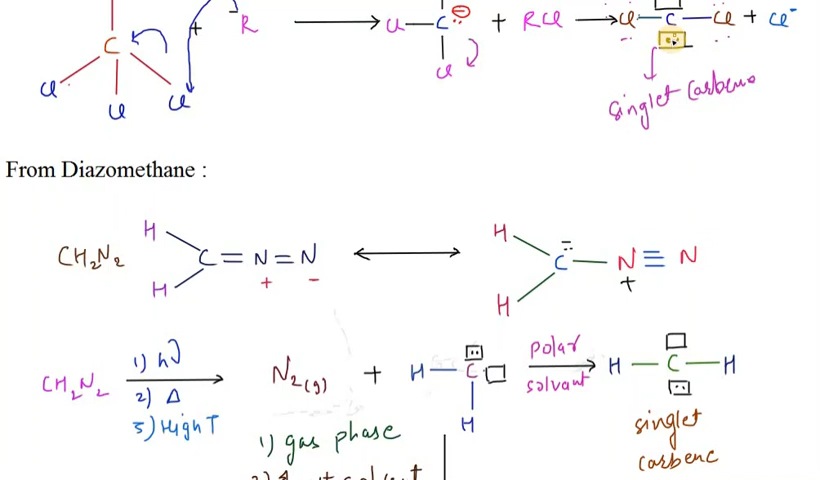 C + R ⟶ Cl — C:⊖ + RCl ⟶ Cl — C — Cl + Cl⁻
Cl Cl Cl Cl
singlet Carbene
From Diazomethane :
CH₂N₂ H H C = N = N + - ⟷ H H C — N ≡ N +
CH₂N₂ 1) hν 2) Δ 3) High T ⟶ N₂(g) + H — C H polar solvent ⟶ H — C — H
1) gas phase
singlet
carbene
solvent